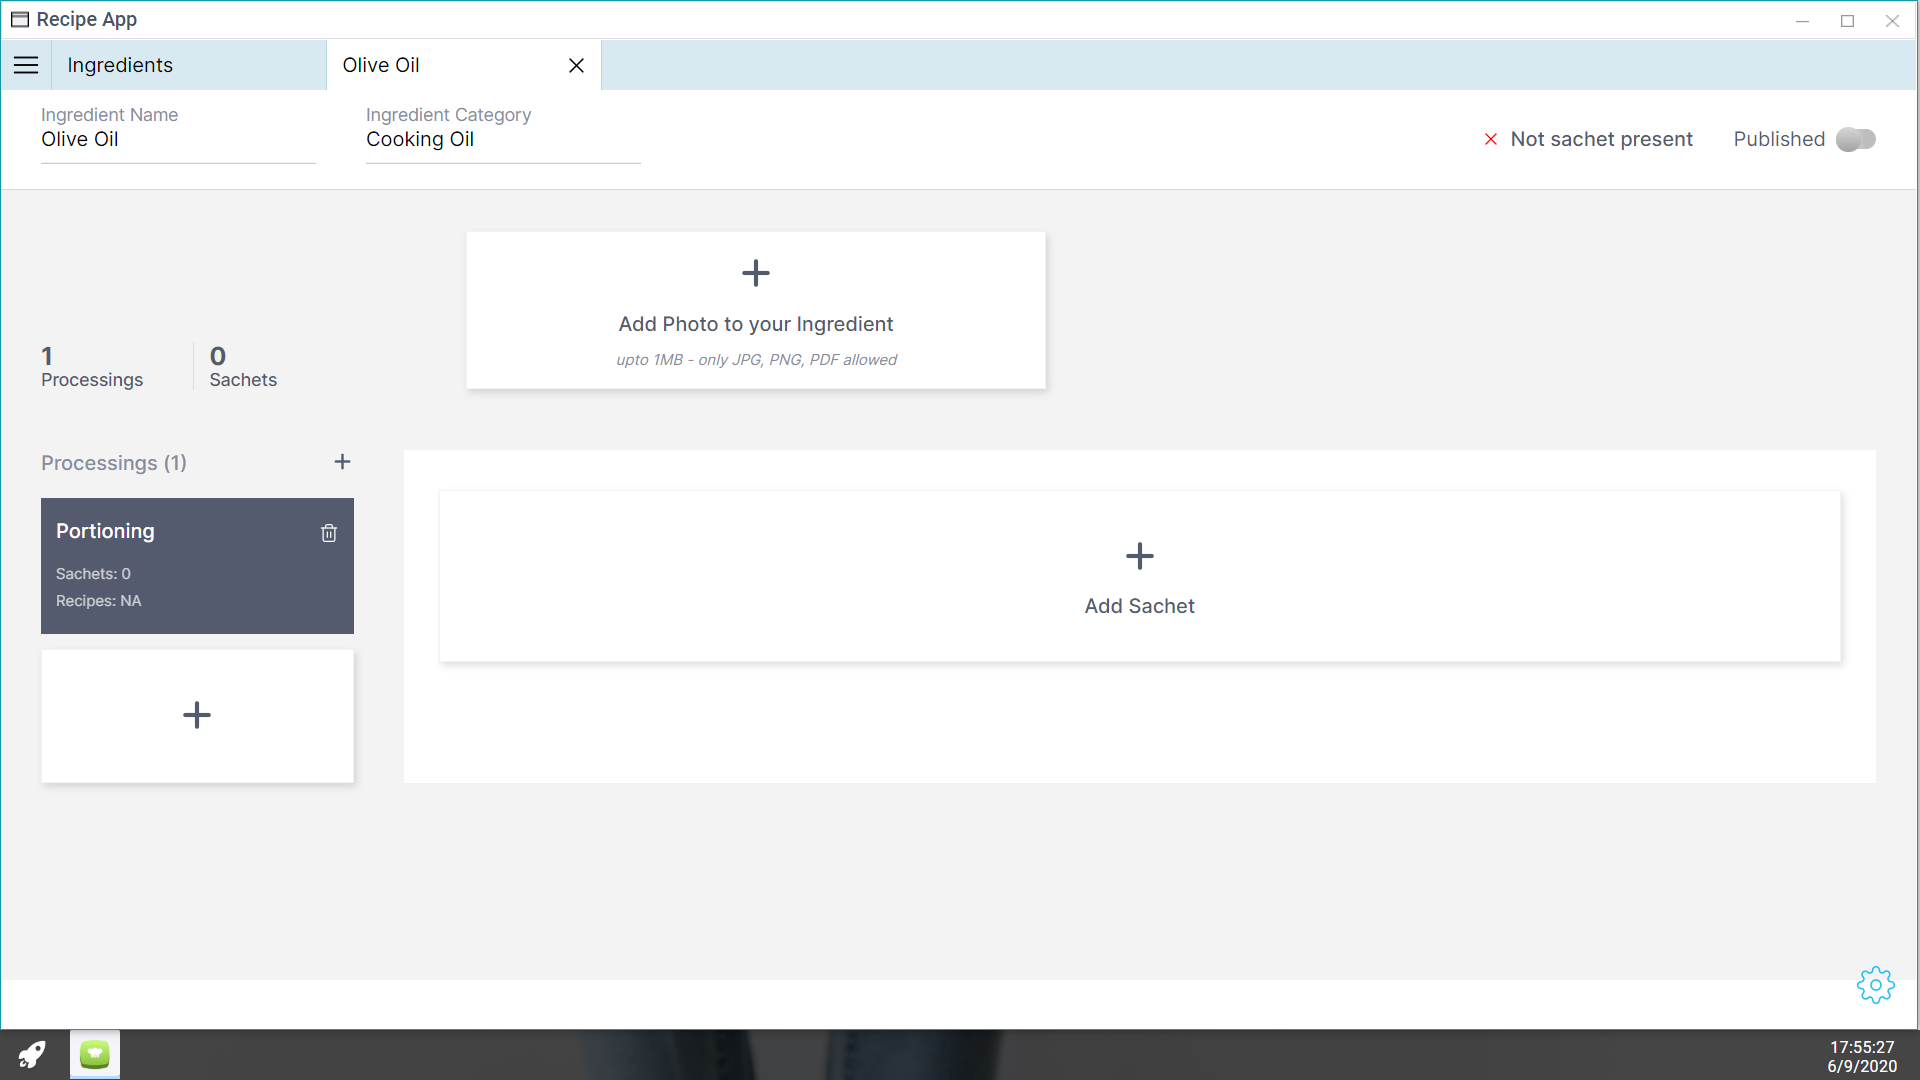 Recipe App
Ingredients
Olive Oil
Ingredient Name
Olive Oil
Ingredient Category
Cooking Oil
Not sachet present
Published
Add Photo to your Ingredient
upto 1MB - only JPG, PNG, PDF allowed
1
Processings
0
Sachets
Processings (1)
Portioning
Sachets: 0
Recipes: NA
Add Sachet
17:55:27
6/9/2020